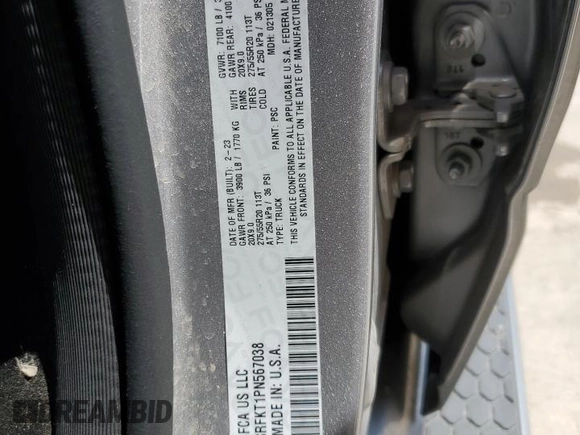 FCA US LLC
RFKT1PN567038
MADE IN: U.S.A.
DATE OF MFR (BUILT): 2-23
GAWR FRONT: 3900 LB / 1770 KG
20X9.0
275/55R20 113T
AT 250 kPa / 36 PSI
TYPE: TRUCK
GVWR: 7100 LB /
GAWR REAR: 4100
WITH 20X9.0
RIMS
TIRES 275/55R20 113T
COLD AT 250 kPa / 36 PSI
MDH: 021305
PAINT: PSC
THIS VEHICLE CONFORMS TO ALL APPLICABLE U.S.A. FEDERAL
STANDARDS IN EFFECT ON THE DATE OF MANUFACTURE
AUTOHELPERBOT.COM